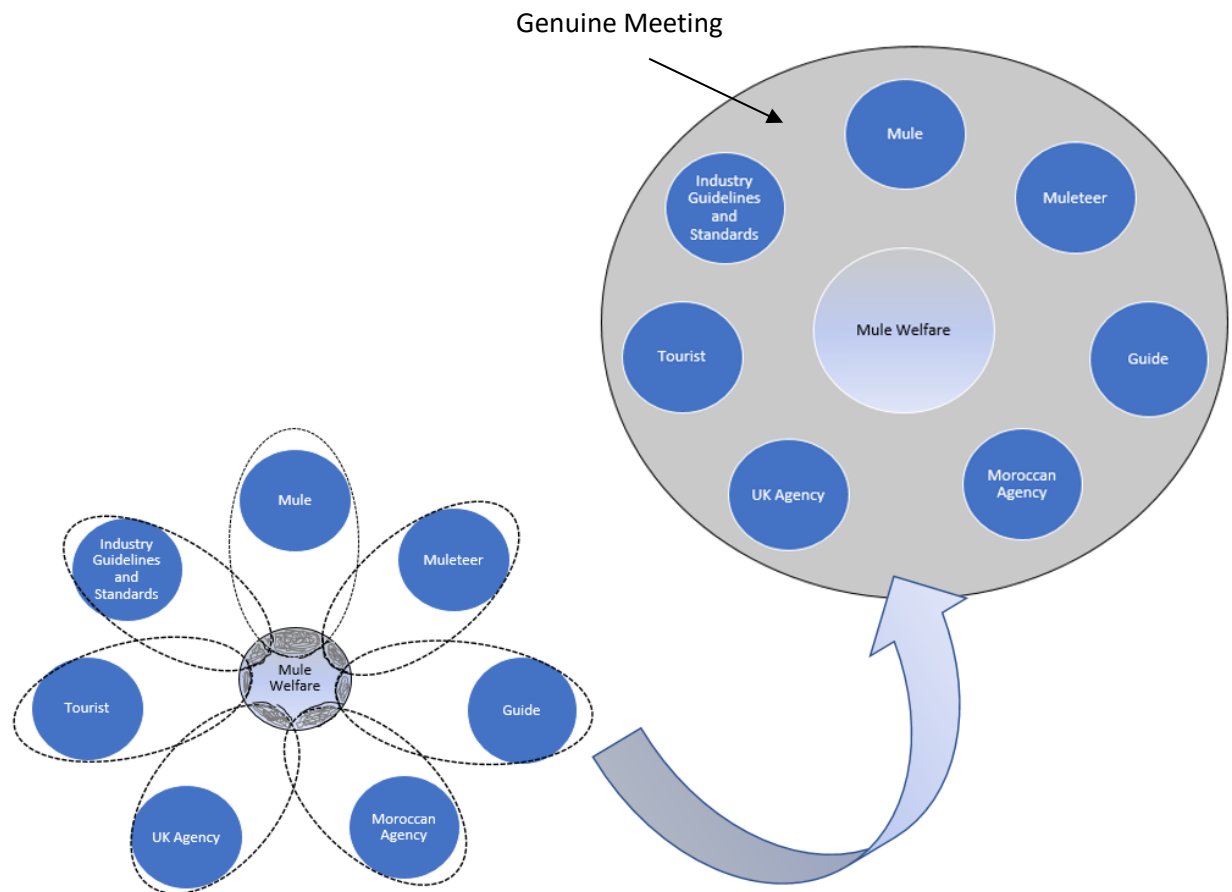 Genuine Meeting
Mule
Industry
Guidelines
and
Standards
Muleteer
Mule Welfare
Tourist
Guide
UK Agency
Moroccan
Agency
Mule
Industry
Guidelines
and
Standards
Muleteer
Mule
Welfare
Tourist
Guide
UK Agency
Moroccan
Agency